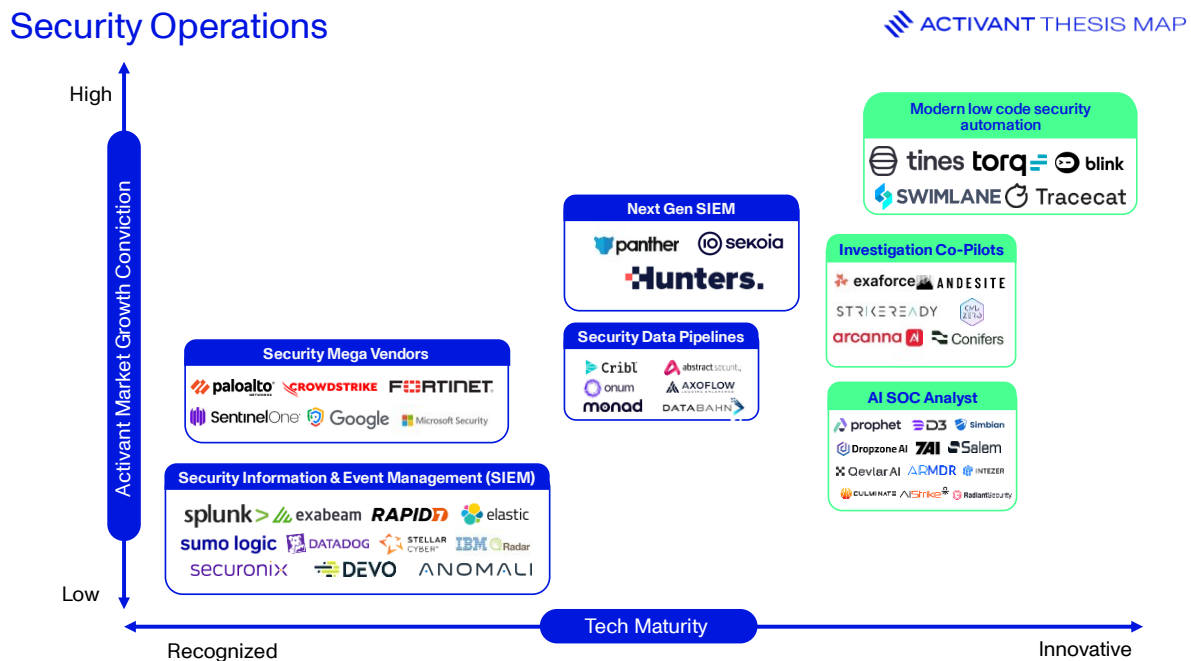 Security Operations
ACTIVANT THESIS MAP
High
Activant Market Growth Conviction
Low
Modern low code security
automation
tines torq blink
SWIMLANE Tracecat
Next Gen SIEM
panther sekoia
Hunters.
Investigation Co-Pilots
exaforce ANDESITE
STRIKEREADY CML ZERO
arcanna AI Conifers
Security Mega Vendors
paloalto NETWORKS CROWDSTRIKE FORTINET
SentinelOne Google Microsoft Security
Security Data Pipelines
Cribl abstract security
onum AXOFLOW
monad DATABAHN
AI SOC Analyst
prophet D3 Simbian
Dropzone AI 7AI Salem
Qevlar AI ARMDR INTEZER
CULMINATE AiStrike RadiantSecurity
Security Information & Event Management (SIEM)
splunk> exabeam RAPID7 elastic
sumo logic DATADOG STELLAR CYBER IBM QRadar
securonix DEVO ANOMALI
Tech Maturity
Recognized
Innovative